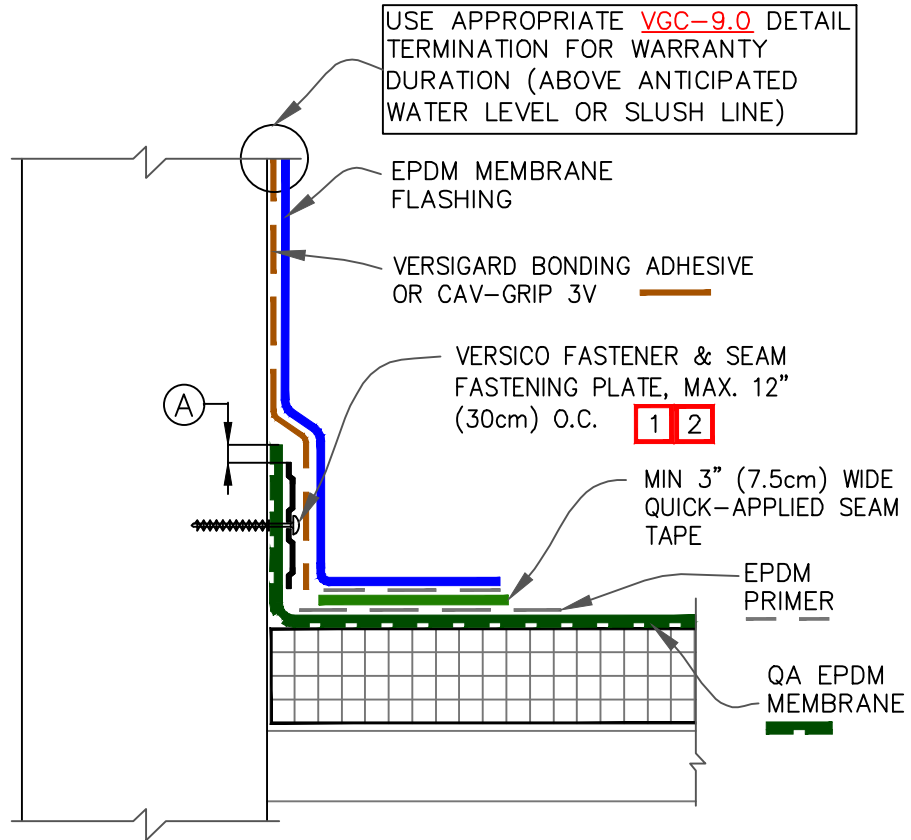 USE APPROPRIATE VGC-9.0 DETAIL
TERMINATION FOR WARRANTY
DURATION (ABOVE ANTICIPATED
WATER LEVEL OR SLUSH LINE)
EPDM MEMBRANE
FLASHING
VERSIGARD BONDING ADHESIVE
OR CAV-GRIP 3V
VERSICO FASTENER & SEAM
FASTENING PLATE, MAX. 12"
(30cm) O.C. 1 2
A
MIN 3" (7.5cm) WIDE
QUICK-APPLIED SEAM
TAPE
EPDM
PRIMER
QA EPDM
MEMBRANE